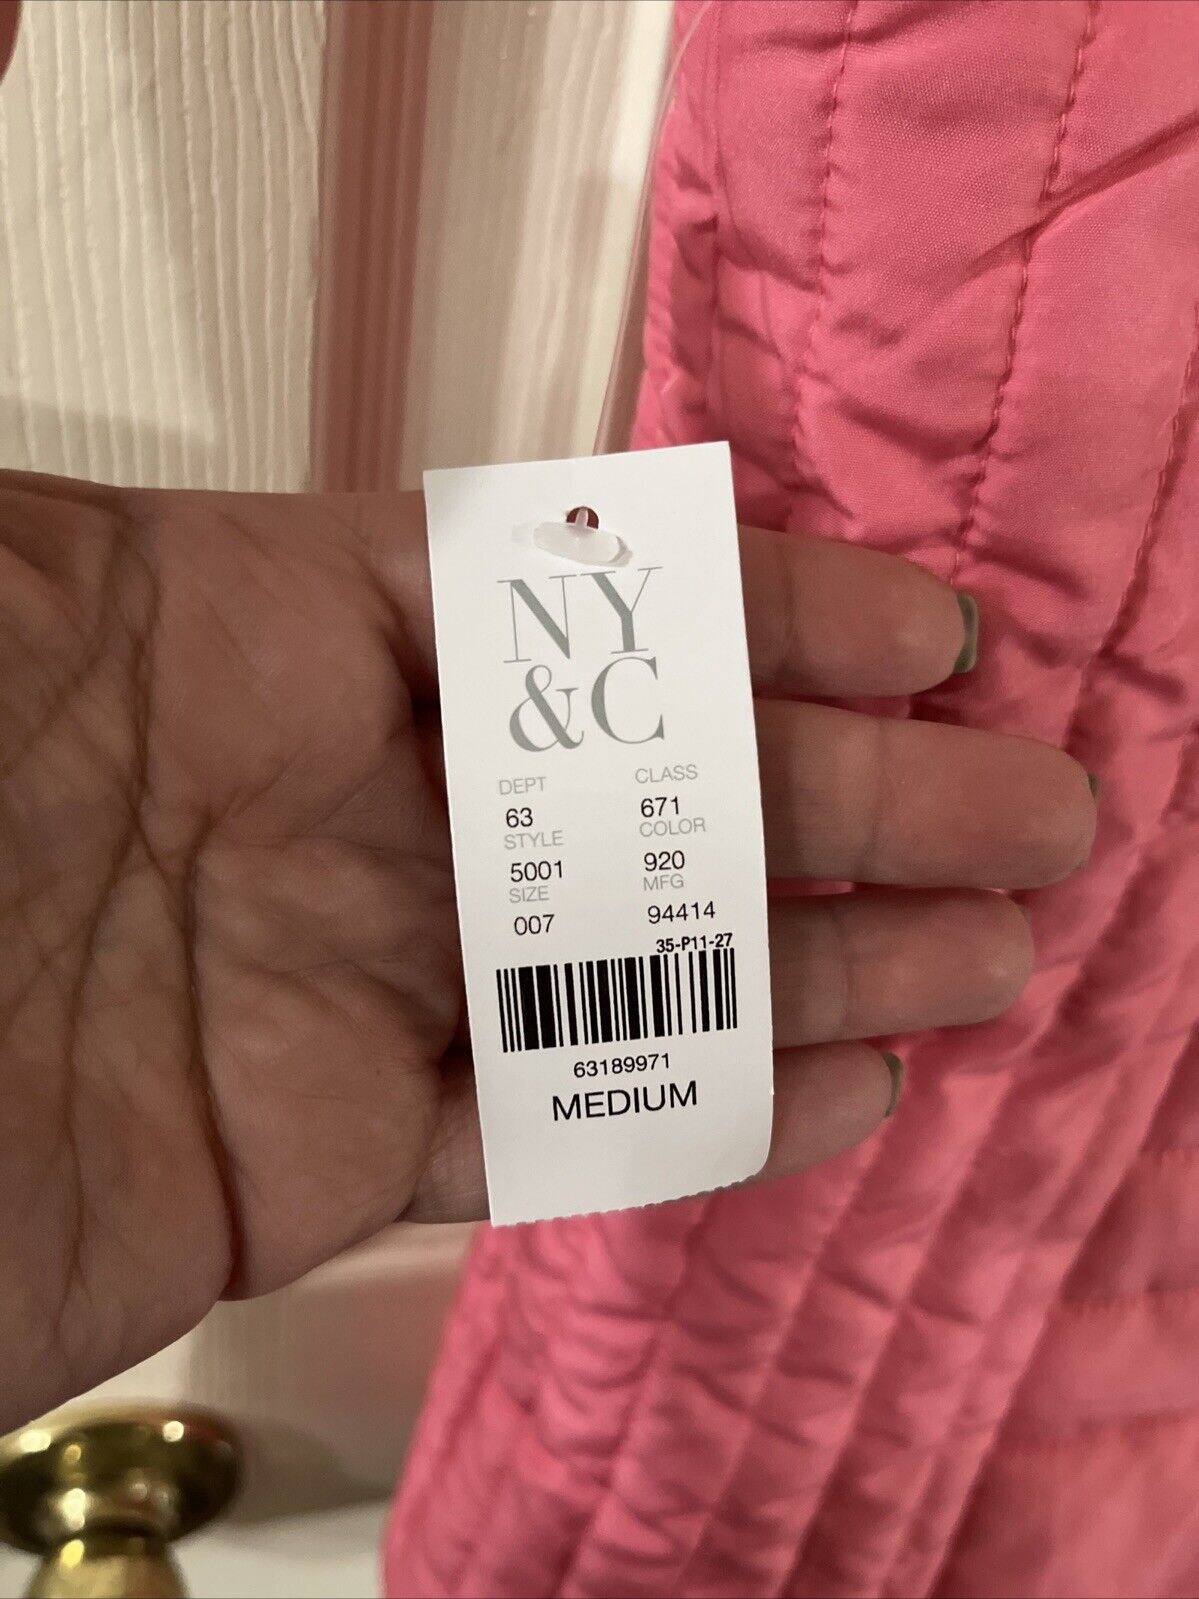 NY
&C
DEPT CLASS
63 671
STYLE COLOR
5001 920
SIZE MFG
007 94414
35-P11-27
63189971
MEDIUM